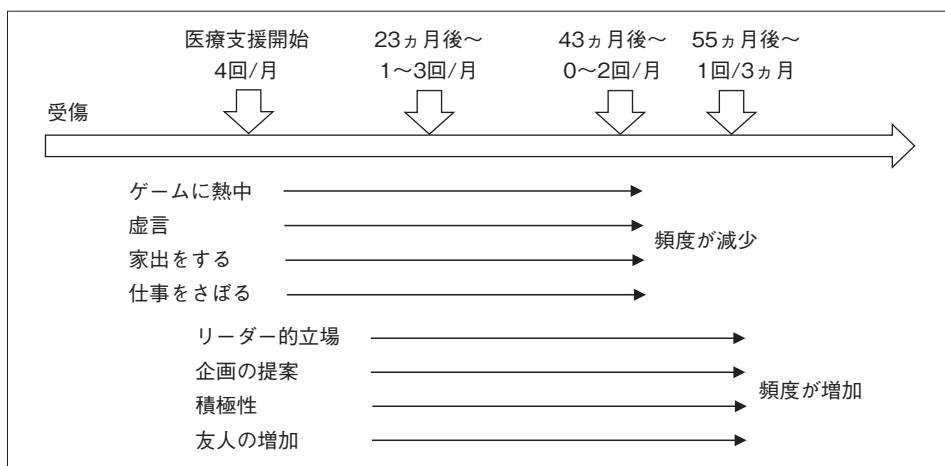 医療支援開始
4回/月
23ヵ月後〜
1〜3回/月
43ヵ月後〜
0〜2回/月
55ヵ月後〜
1回/3ヵ月
受傷
ゲームに熱中
虚言
家出をする
仕事をさぼる
頻度が減少
リーダー的立場
企画の提案
積極性
友人の増加
頻度が増加